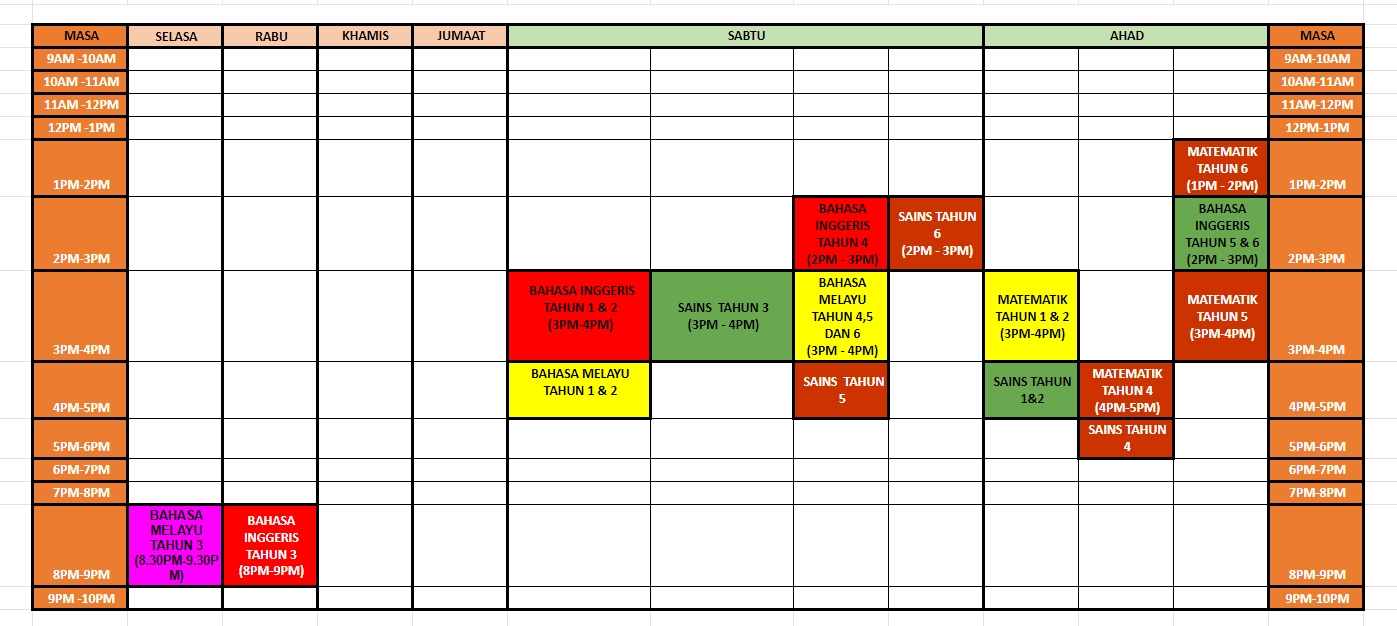 MASA SELASA RABU KHAMIS JUMAAT SABTU AHAD MASA
9AM -10AM 9AM-10AM
10AM -11AM 10AM-11AM
11AM -12PM 11AM-12PM
12PM -1PM 12PM-1PM
MATEMATIK
TAHUN 6
(1PM - 2PM)
1PM-2PM 1PM-2PM
BAHASA
INGGERIS
TAHUN 4
(2PM - 3PM)
SAINS TAHUN
6
(2PM - 3PM)
BAHASA
INGGERIS
TAHUN 5 & 6
(2PM - 3PM)
2PM-3PM 2PM-3PM
BAHASA INGGERIS
TAHUN 1 & 2
(3PM-4PM)
SAINS  TAHUN 3
(3PM - 4PM)
BAHASA
MELAYU
TAHUN 4,5
DAN 6
(3PM - 4PM)
MATEMATIK
TAHUN 1 & 2
(3PM-4PM)
MATEMATIK
TAHUN 5
(3PM-4PM)
3PM-4PM 3PM-4PM
BAHASA MELAYU
TAHUN 1 & 2
SAINS  TAHUN
5
SAINS TAHUN
1&2
MATEMATIK
TAHUN 4
(4PM-5PM)
4PM-5PM 4PM-5PM
SAINS TAHUN
4
5PM-6PM 5PM-6PM
6PM-7PM 6PM-7PM
7PM-8PM 7PM-8PM
BAHASA
MELAYU
TAHUN 3
(8.30PM-9.30P
M)
BAHASA
INGGERIS
TAHUN 3
(8PM-9PM)
8PM-9PM 8PM-9PM
9PM -10PM 9PM-10PM